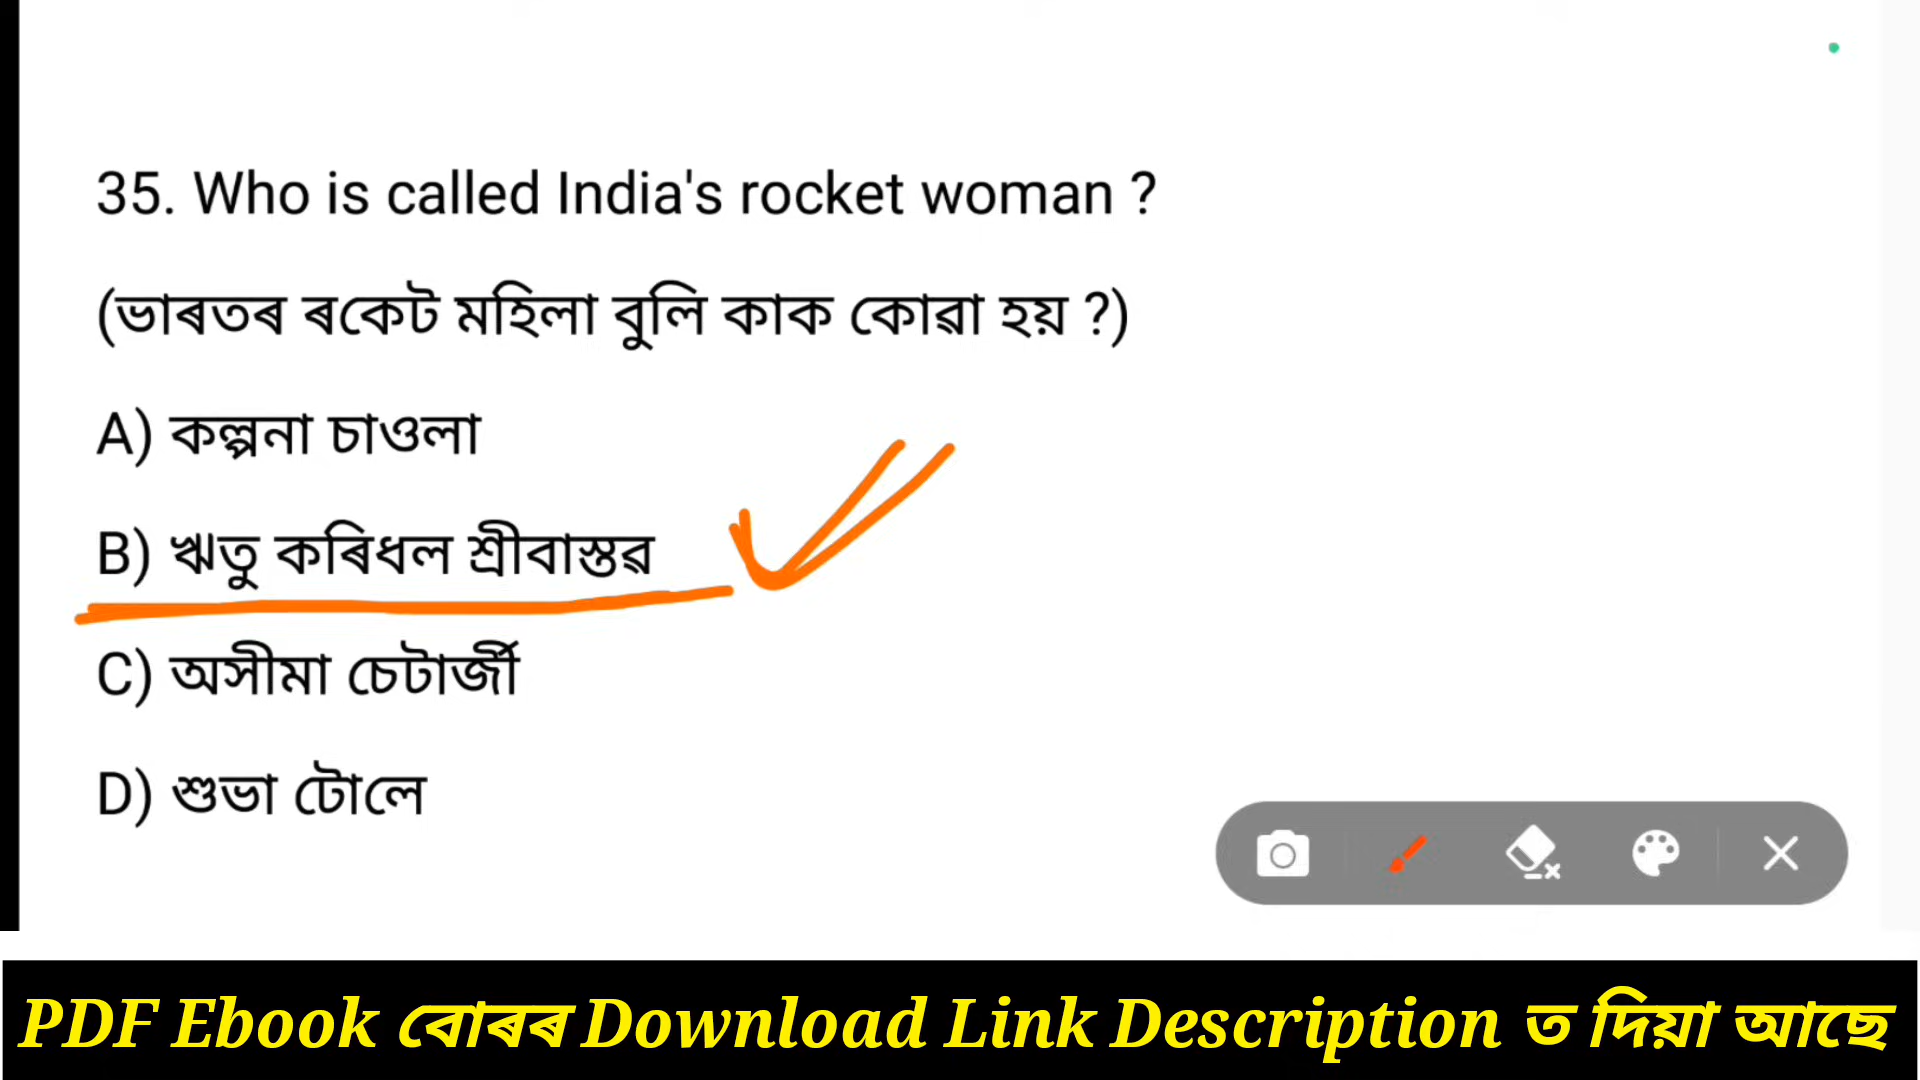 35. Who is called India's rocket woman ?
(ভাৰতৰ ৰকেট মহিলা বুলি কাক কোৱা হয় ?)
A) কল্পনা চাওলা
B) ঋতু কৰিধল শ্ৰীবাস্তৱ
C) অসীমা চেটাৰ্জী
D) শুভা টোলে
PDF Ebook বোৰৰ Download Link Description ত দিয়া আছে